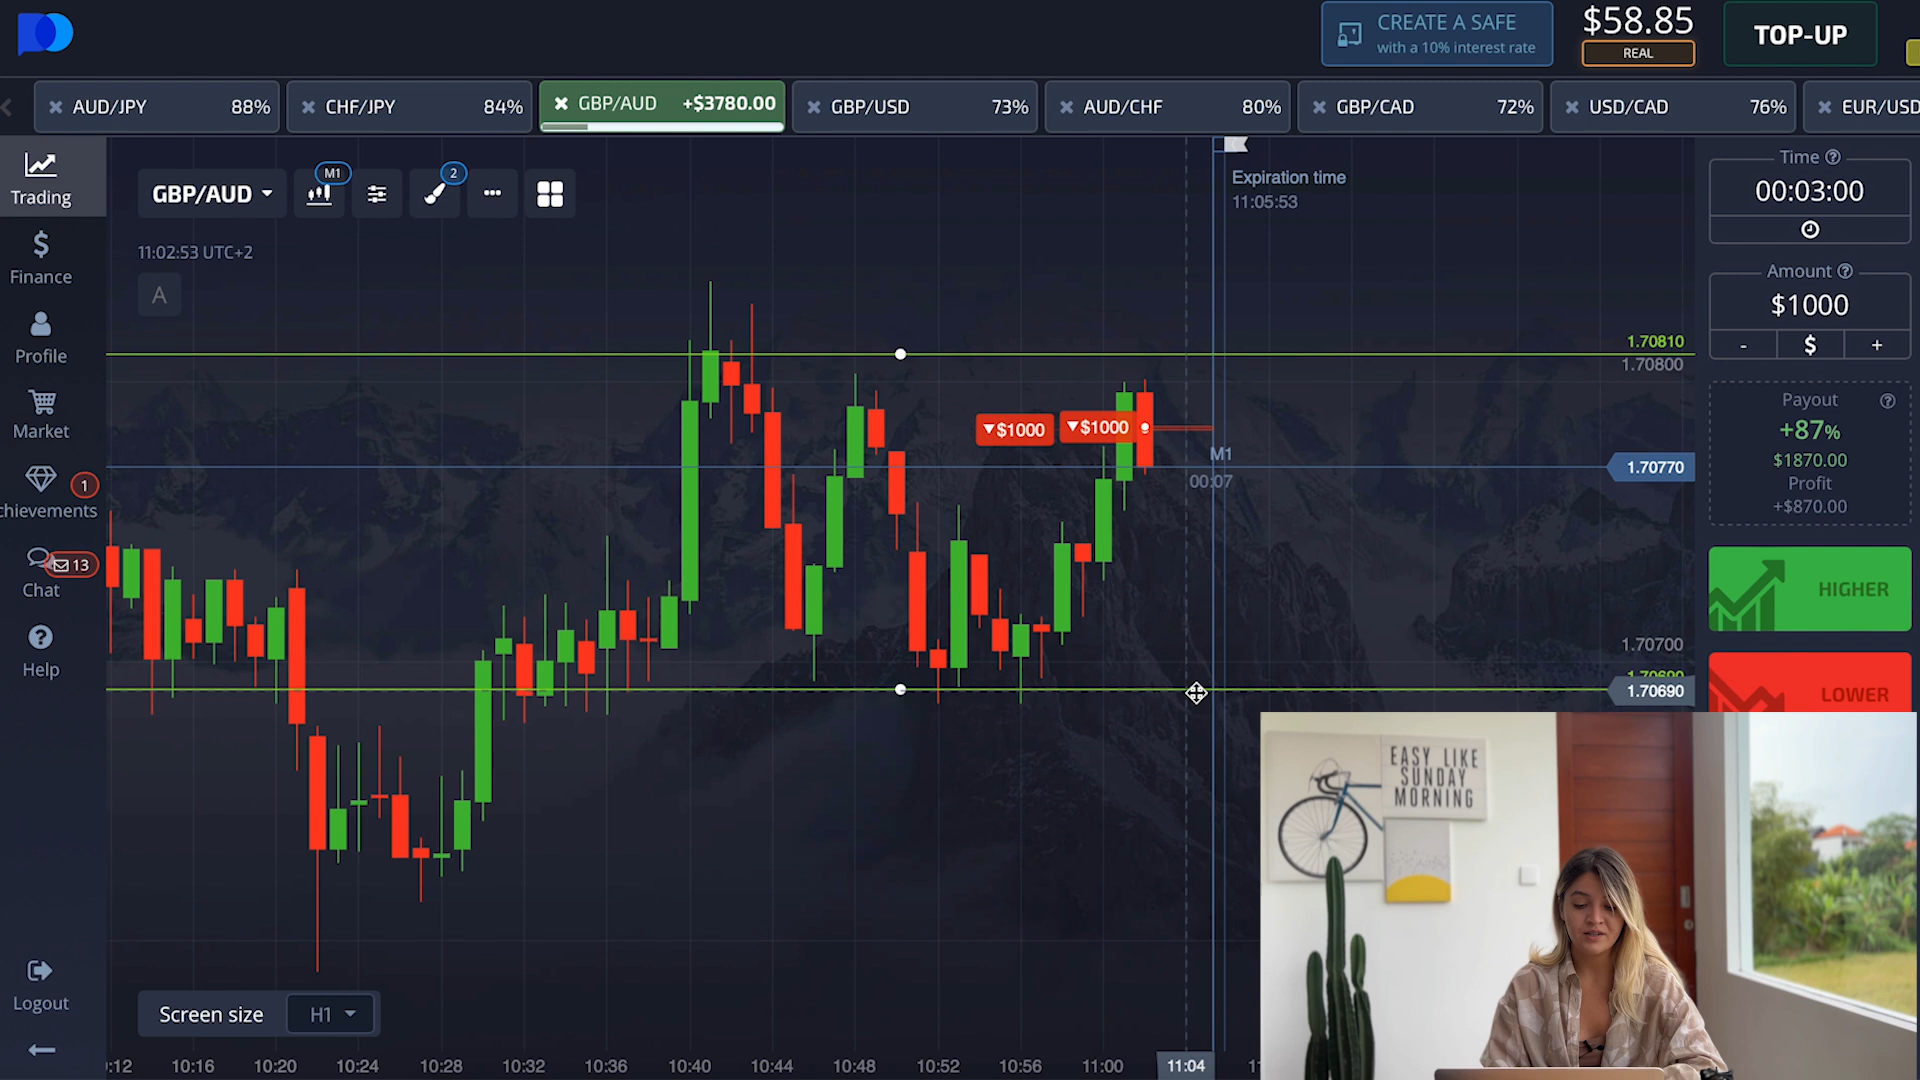 CREATE A SAFE
with a 10% interest rate
$58.85
REAL
TOP-UP
AUD/JPY 88%
CHF/JPY 84%
GBP/AUD +$3780.00
GBP/USD 73%
AUD/CHF 80%
GBP/CAD 72%
USD/CAD 76%
EUR/USD
Trading
Finance
Profile
Market
1
chievements
13
Chat
Help
Logout
GBP/AUD
M1
2
11:02:53 UTC+2
A
Expiration time
11:05:53
1.70810
1.70800
$1000
$1000
M1
00:07
1.70770
1.70700
1.70690
1.70690
Time
00:03:00
Amount
$1000
- $ +
Payout
+87%
$1870.00
Profit
+$870.00
HIGHER
LOWER
EASY LIKE
SUNDAY
MORNING
Screen size H1
:12 10:16 10:20 10:24 10:28 10:32 10:36 10:40 10:44 10:48 10:52 10:56 11:00 11:04